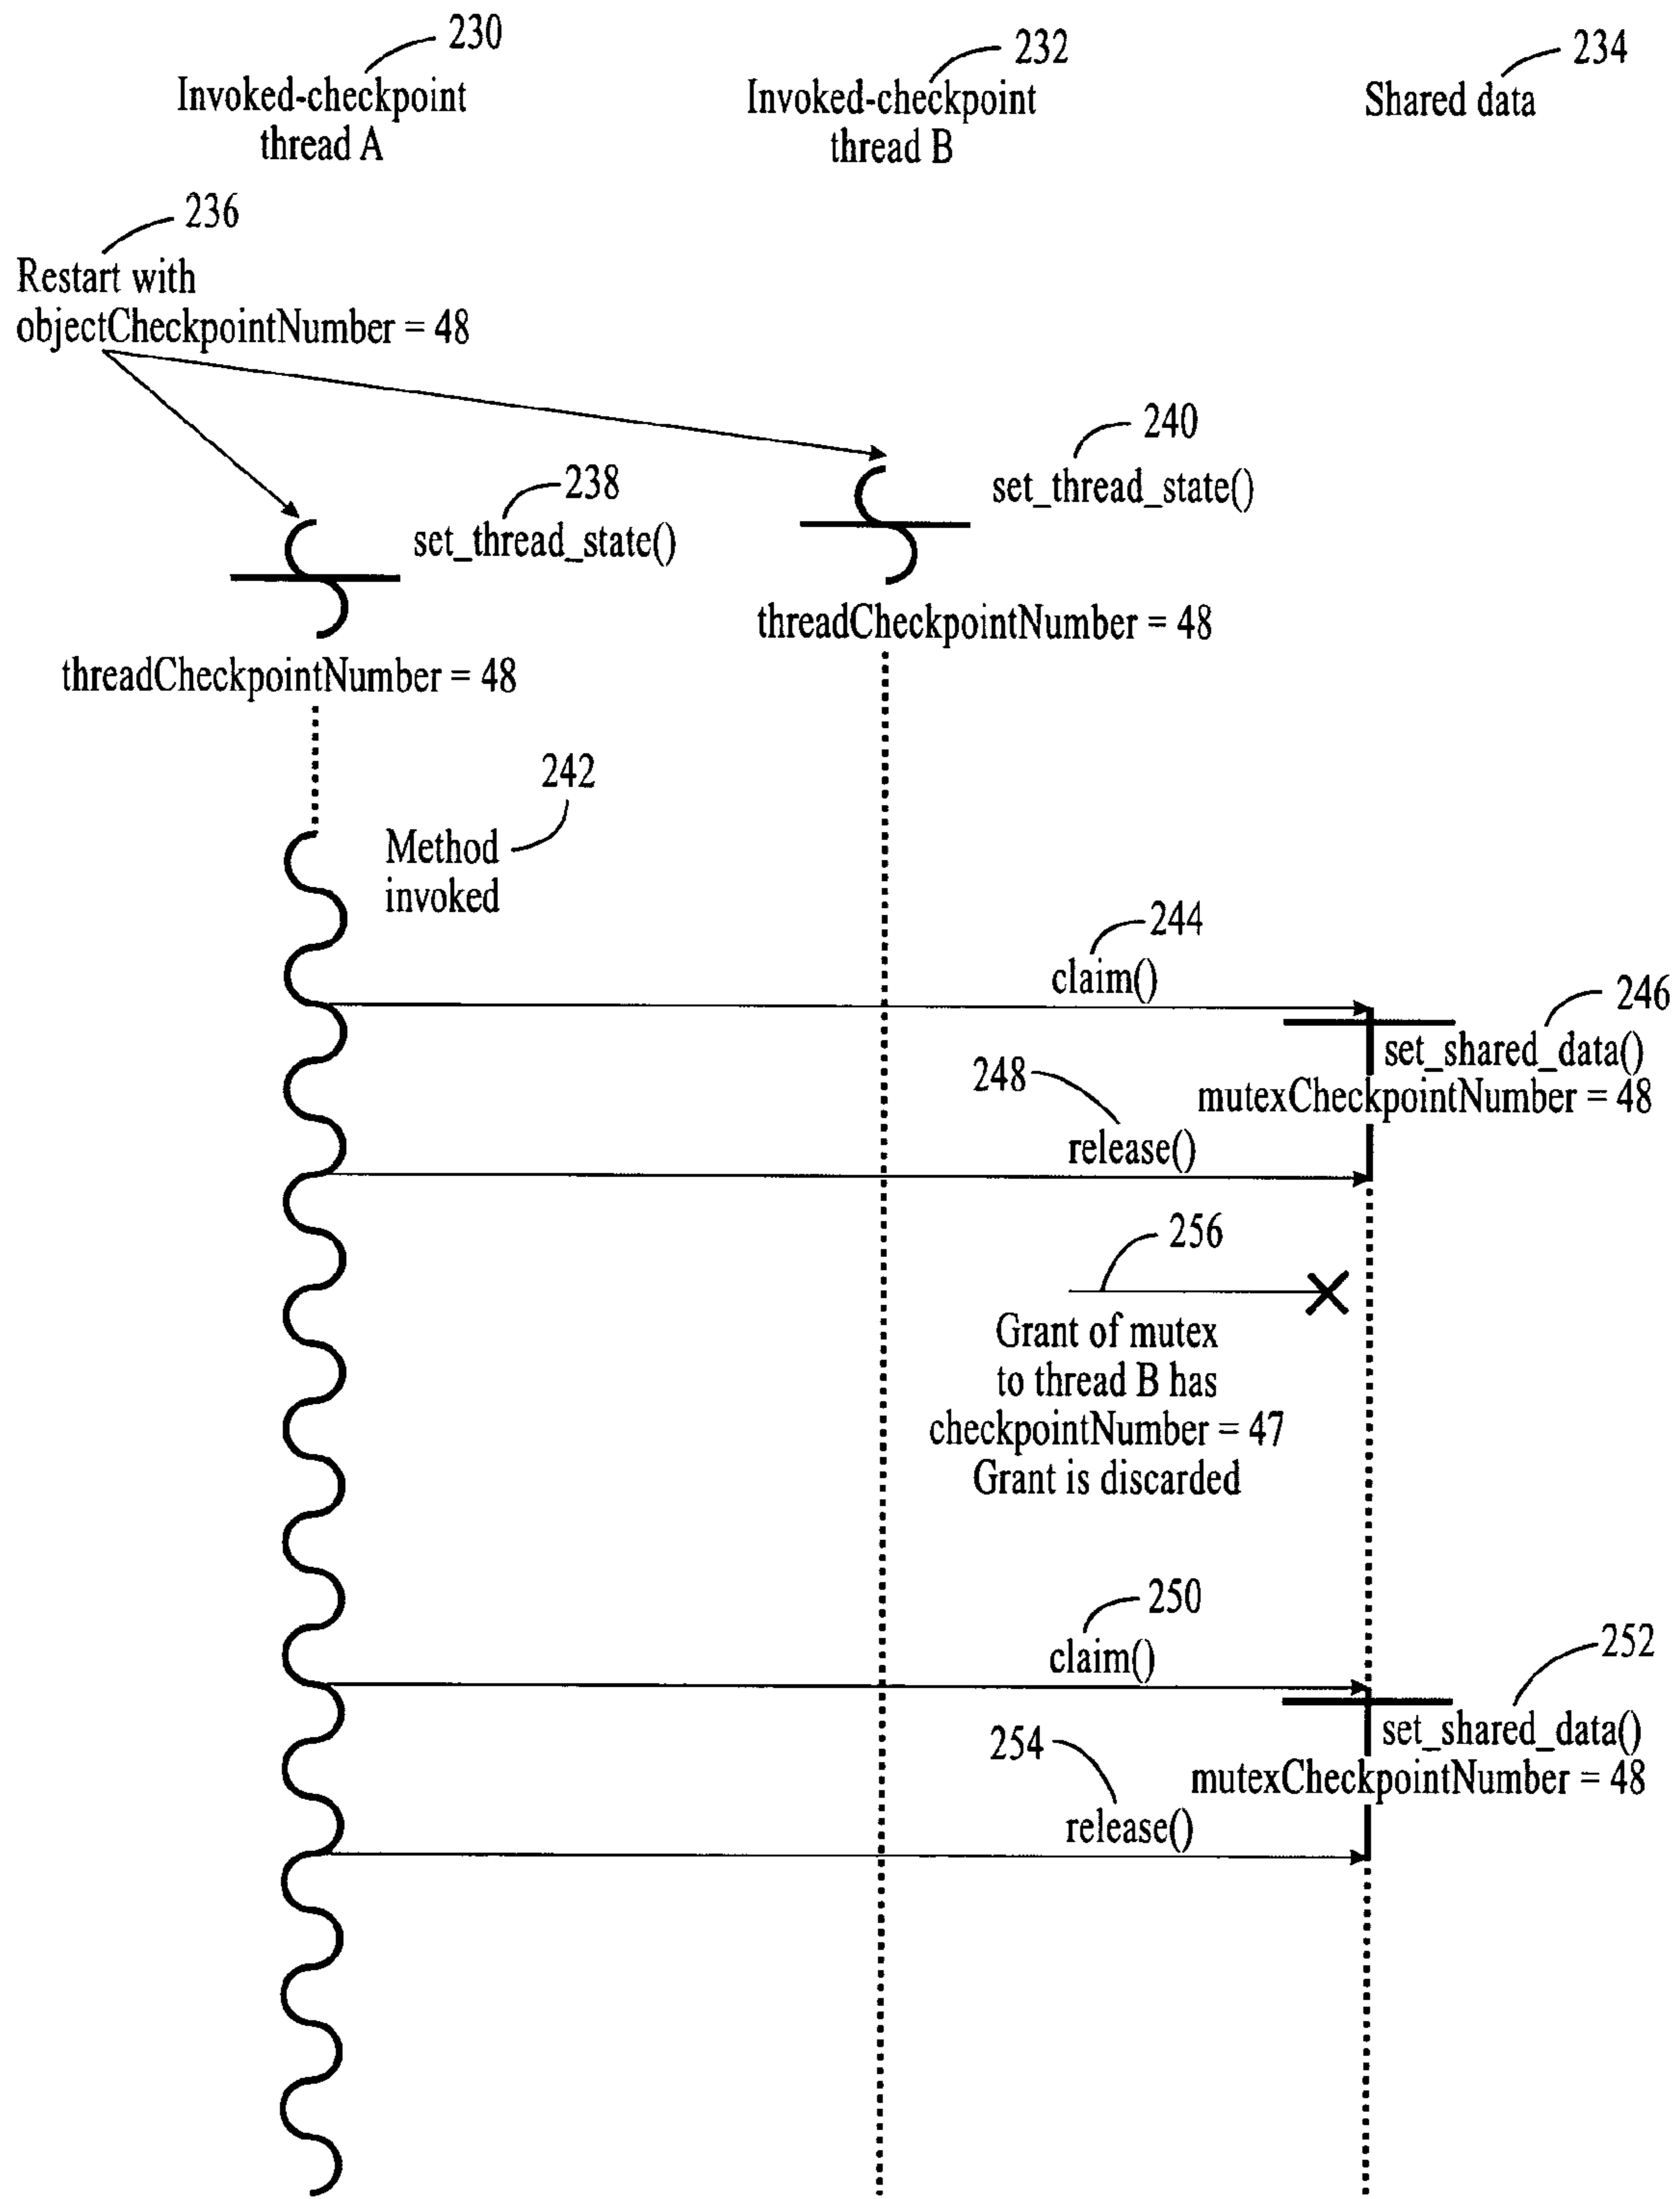 230
232
234
Invoked-checkpoint
thread A
Invoked-checkpoint
thread B
Shared data
236
Restart with
objectCheckpointNumber = 48
240
set_thread_state()
238
set_thread_state()
threadCheckpointNumber = 48
threadCheckpointNumber = 48
242
Method
invoked
244
claim()
246
set_shared_data()
mutexCheckpointNumber = 48
248
release()
256
Grant of mutex
to thread B has
checkpointNumber = 47
Grant is discarded
250
claim()
252
set_shared_data()
mutexCheckpointNumber = 48
254
release()